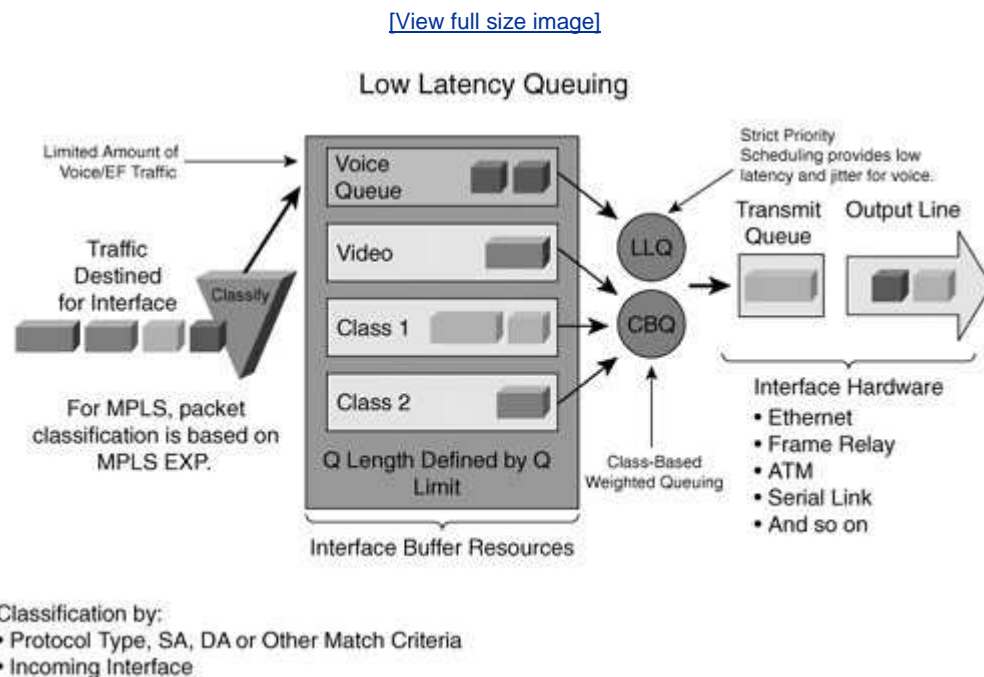 [View full size image]
Low Latency Queuing
Limited Amount of
Voice/EF Traffic
Strict Priority
Scheduling provides low
latency and jitter for voice.
Voice
Queue
Video
Class 1
Class 2
Q Length Defined by Q
Limit
Interface Buffer Resources
Traffic
Destined
for Interface
Classify
For MPLS, packet
classification is based on
MPLS EXP.
LLQ
CBQ
Class-Based
Weighted Queuing
Transmit
Queue
Output Line
Interface Hardware
• Ethernet
• Frame Relay
• ATM
• Serial Link
• And so on
Classification by:
• Protocol Type, SA, DA or Other Match Criteria
• Incoming Interface